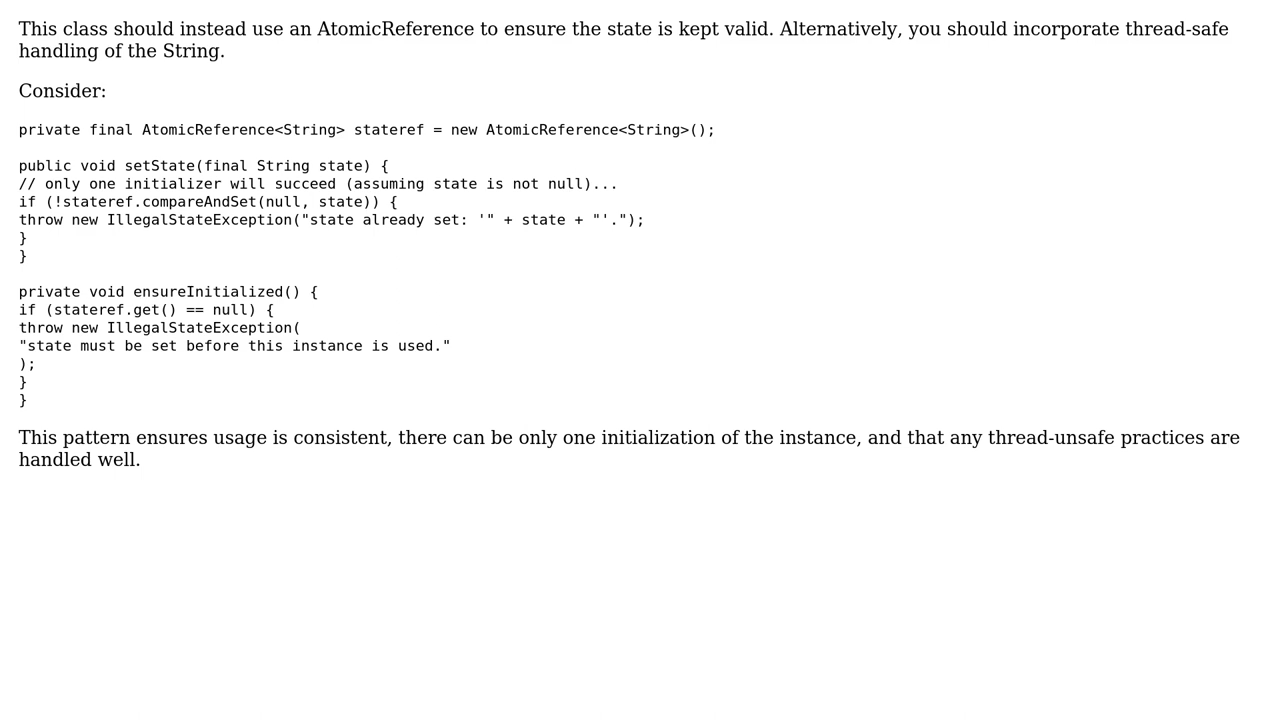 This class should instead use an AtomicReference to ensure the state is kept valid. Alternatively, you should incorporate thread-safe
handling of the String.
Consider:
private final AtomicReference<String> stateref = new AtomicReference<String>();
public void setState(final String state) {
// only one initializer will succeed (assuming state is not null)...
if (!stateref.compareAndSet(null, state)) {
throw new IllegalStateException("state already set: '" + state + "'.");
}
}
private void ensureInitialized() {
if (stateref.get() == null) {
throw new IllegalStateException(
"state must be set before this instance is used."
);
}
}
This pattern ensures usage is consistent, there can be only one initialization of the instance, and that any thread-unsafe practices are
handled well.